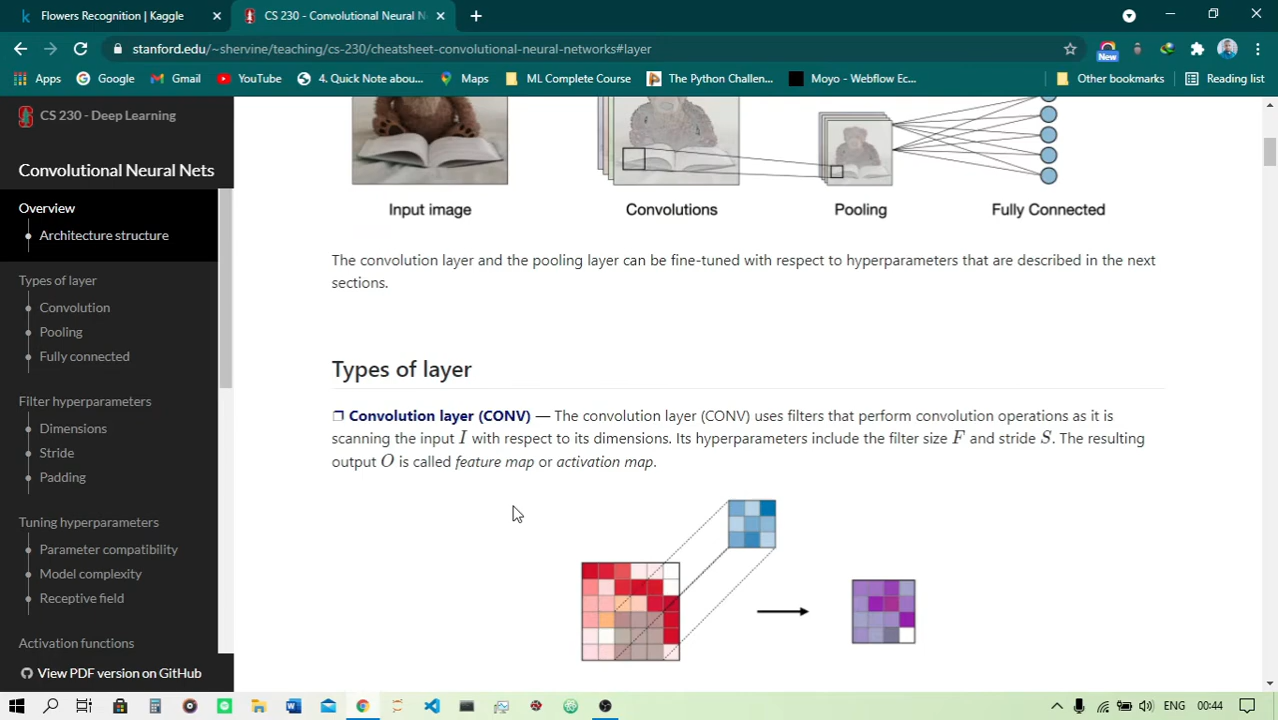 Flowers Recognition | Kaggle
CS 230 - Convolutional Neural N
stanford.edu/~shervine/teaching/cs-230/cheatsheet-convolutional-neural-networks#layer
New
Apps
Google
Gmail
YouTube
4. Quick Note abou...
Maps
ML Complete Course
The Python Challen...
Moyo - Webflow Ec...
Other bookmarks
Reading list
CS 230 - Deep Learning
Convolutional Neural Nets
Overview
Architecture structure
Types of layer
Convolution
Pooling
Fully connected
Filter hyperparameters
Dimensions
Stride
Padding
Tuning hyperparameters
Parameter compatibility
Model complexity
Receptive field
Activation functions
View PDF version on GitHub
Input image
Convolutions
Pooling
Fully Connected
The convolution layer and the pooling layer can be fine-tuned with respect to hyperparameters that are described in the next
sections.
Types of layer
❒ Convolution layer (CONV) — The convolution layer (CONV) uses filters that perform convolution operations as it is
scanning the input I with respect to its dimensions. Its hyperparameters include the filter size F and stride S. The resulting
output O is called feature map or activation map.
ENG
00:44